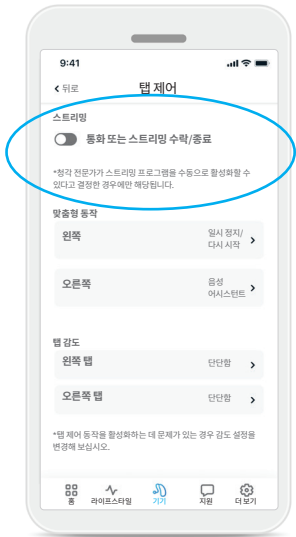 9:41
뒤로
탭 제어
스트리밍
통화 또는 스트리밍 수락/종료
*청각 전문가가 스트리밍 프로그램을 수동으로 활성화할 수
있다고 결정한 경우에만 해당됩니다.
맞춤형 동작
왼쪽
일시 정지/
다시 시작
오른쪽
음성
어시스턴트
탭 감도
왼쪽 탭
단단함
오른쪽 탭
단단함
*탭 제어 동작을 활성화하는 데 문제가 있는 경우 감도 설정을
변경해 보십시오.
홈
라이프스타일
기기
지원
더 보기